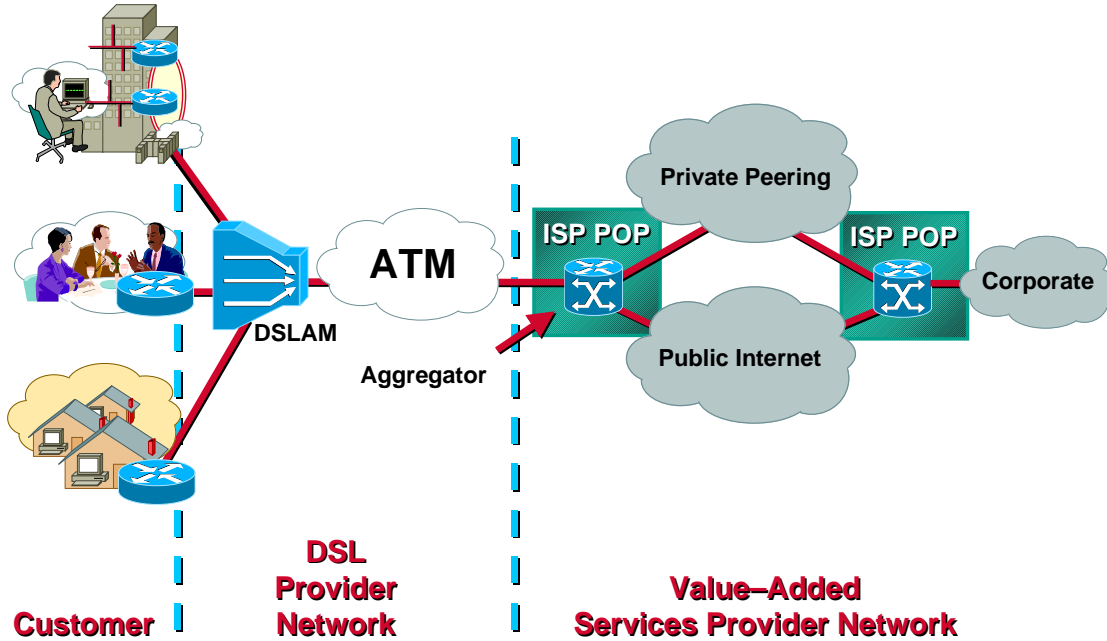 Private Peering
ISP POP
ISP POP
ATM
Corporate
DSLAM
Public Internet
Aggregator
DSL
Provider
Network
Value–Added
Services Provider Network
Customer